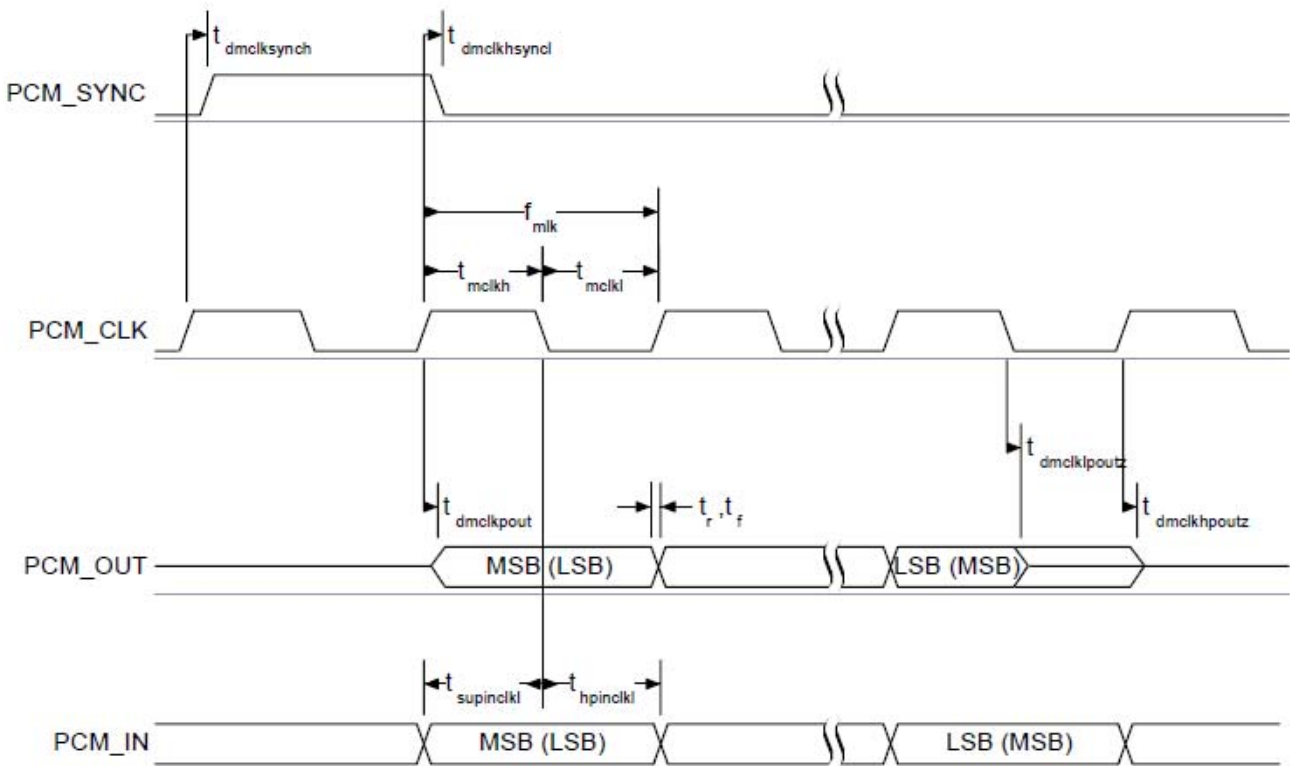 t dmclksynch
t dmclkhsyncl
PCM_SYNC
f mlk
t mclkh
t mclkl
PCM_CLK
t dmclklpoutz
t dmclkpout
t r ,t f
t dmclkhpoutz
PCM_OUT
MSB (LSB)
LSB (MSB)
t supinclkl
t hpinclkl
PCM_IN
MSB (LSB)
LSB (MSB)